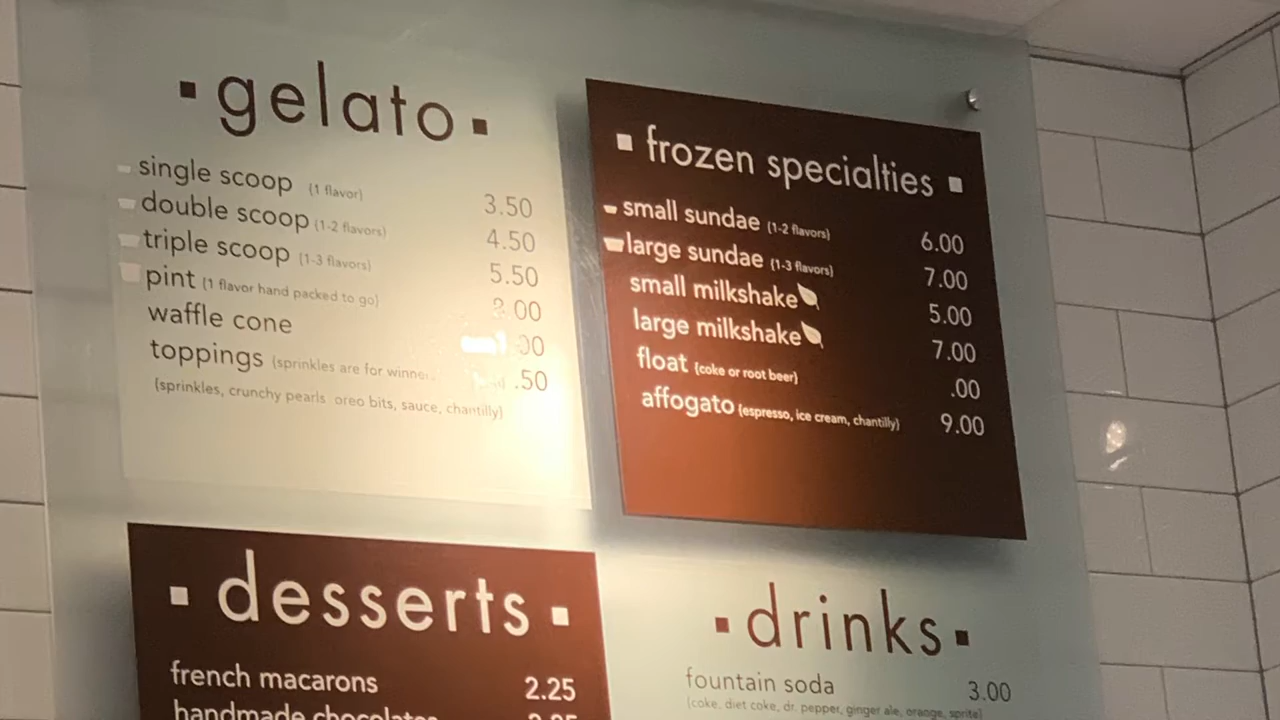 gelato
single scoop (1 flavor) 3.50
double scoop (1-2 flavors) 4.50
triple scoop (1-3 flavors) 5.50
pint (1 flavor hand packed to go) .00
waffle cone 00
toppings (sprinkles are for .50
(sprinkles, crunchy pearls oreo bits, sauce, chantilly)
frozen specialties
small sundae (1-2 flavors) 6.00
large sundae (1-3 flavors) 7.00
small milkshake 5.00
large milkshake 7.00
float (coke or root beer) .00
affogato (espresso, ice cream, chantilly) 9.00
desserts
french macarons 2.25
handmade chocolates
drinks
fountain soda 3.00
(coke, diet coke, dr. pepper, ginger ale, orange, sprite)